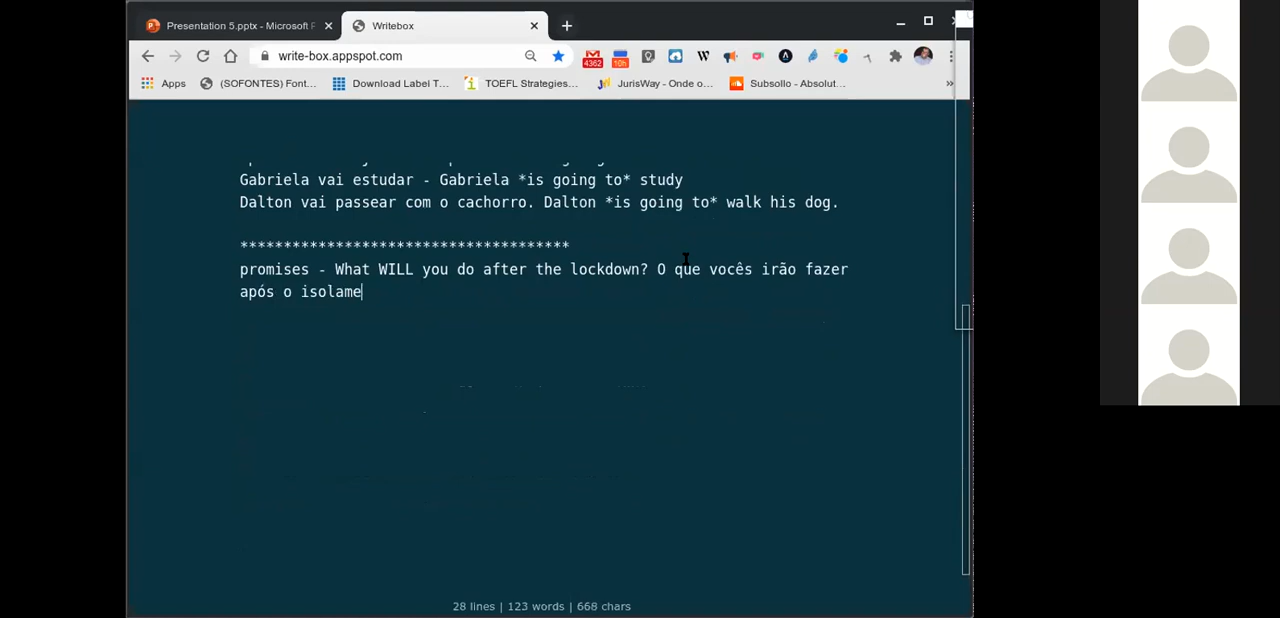 Presentation 5.pptx - Microsoft P
Writebox
write-box.appspot.com
4362
10h
W
Apps
(SOFONTES) Font...
Download Label T...
TOEFL Strategies...
JurisWay - Onde o...
Subsollo - Absolut...
»
Gabriela vai estudar - Gabriela *is going to* study
Dalton vai passear com o cachorro. Dalton *is going to* walk his dog.
**************************************
promises - What WILL you do after the lockdown? O que vocês irão fazer
após o isolame
28 lines | 123 words | 668 chars